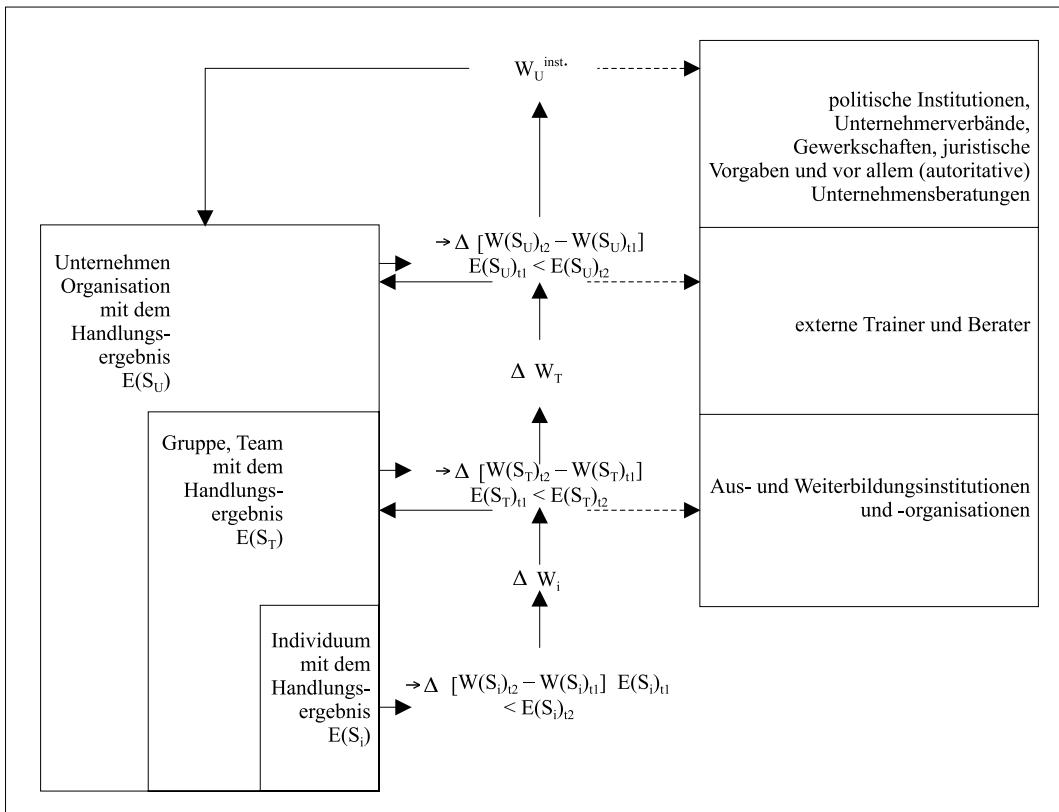 W_U^inst.
politische Institutionen,
Unternehmerverbände,
Gewerkschaften, juristische
Vorgaben und vor allem (autoritative)
Unternehmensberatungen
Unternehmen
Organisation
mit dem
Handlungs-
ergebnis
E(S_U)
→ Δ [W(S_U)_t2 – W(S_U)_t1]
E(S_U)_t1 < E(S_U)_t2
externe Trainer und Berater
Δ W_T
Gruppe, Team
mit dem
Handlungs-
ergebnis
E(S_T)
→ Δ [W(S_T)_t2 – W(S_T)_t1]
E(S_T)_t1 < E(S_T)_t2
Aus- und Weiterbildungsinstitutionen
und -organisationen
Δ W_i
Individuum
mit dem
Handlungs-
ergebnis
E(S_i)
→ Δ [W(S_i)_t2 – W(S_i)_t1] E(S_i)_t1
< E(S_i)_t2